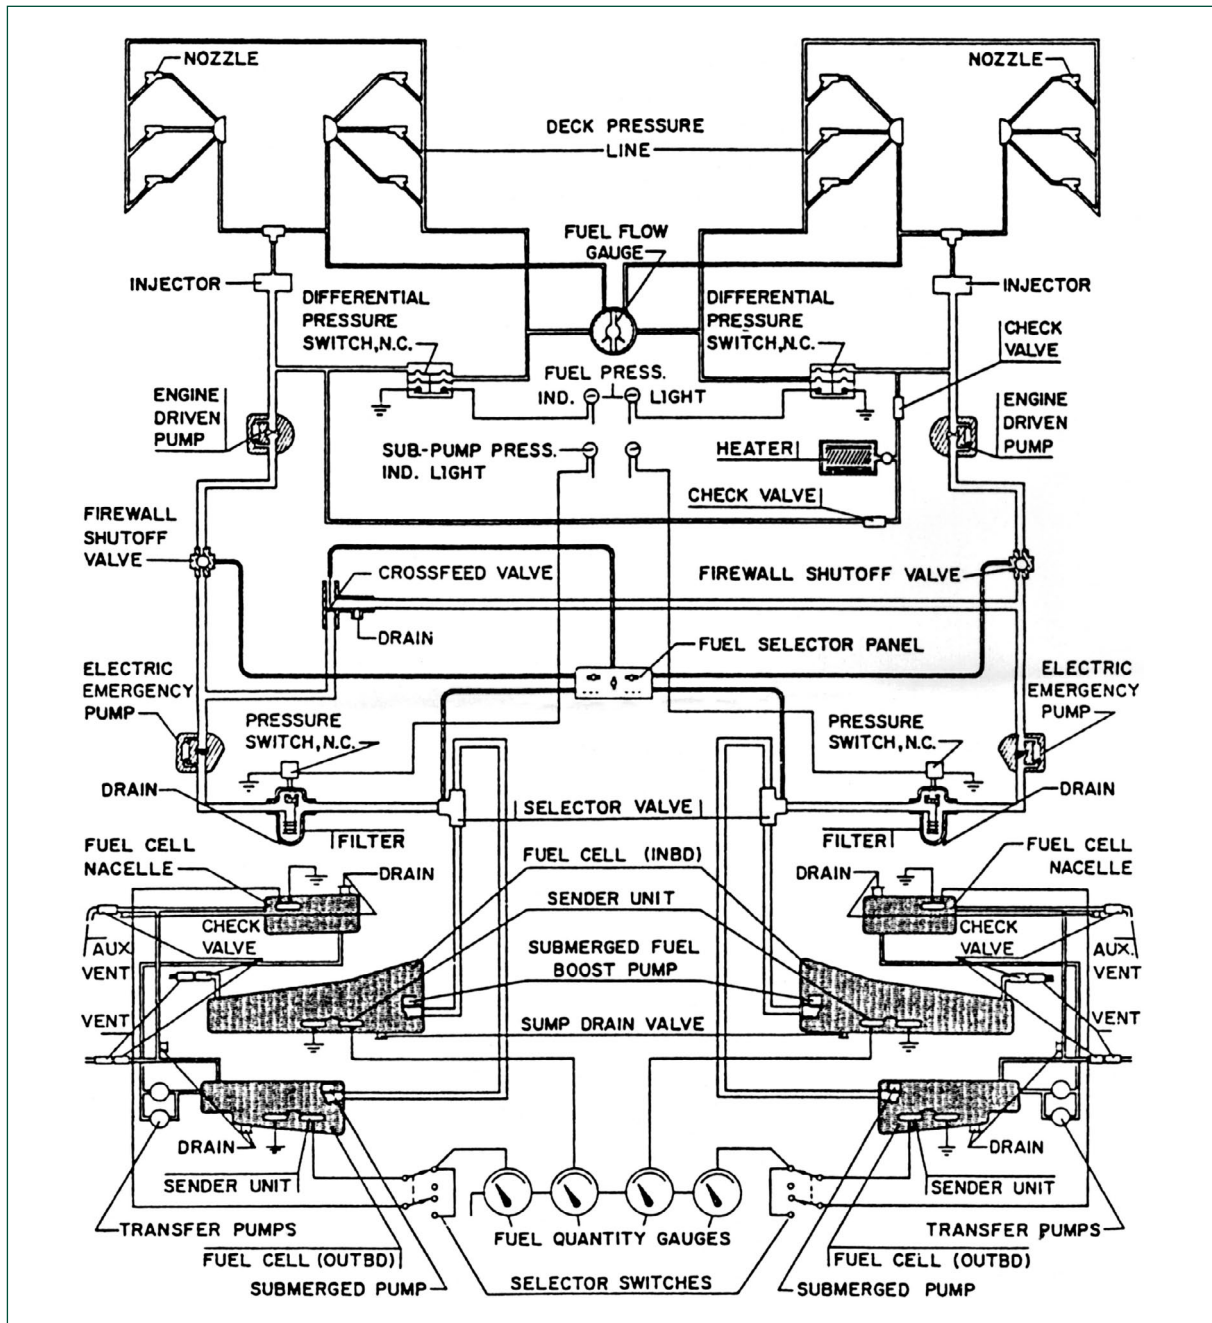 NOZZLE
NOZZLE
DECK PRESSURE
LINE
FUEL FLOW
GAUGE
INJECTOR
INJECTOR
DIFFERENTIAL
PRESSURE
SWITCH, N.C.
DIFFERENTIAL
PRESSURE
SWITCH, N.C.
CHECK
VALVE
FUEL PRESS.
IND. LIGHT
ENGINE
DRIVEN
PUMP
ENGINE
DRIVEN
PUMP
SUB-PUMP PRESS.
IND. LIGHT
HEATER
CHECK VALVE
FIREWALL
SHUTOFF
VALVE
CROSSFEED VALVE
FIREWALL SHUTOFF VALVE
DRAIN
FUEL SELECTOR PANEL
ELECTRIC
EMERGENCY
PUMP
ELECTRIC
EMERGENCY
PUMP
PRESSURE
SWITCH, N.C.
PRESSURE
SWITCH, N.C.
DRAIN
DRAIN
SELECTOR VALVE
FILTER
FILTER
FUEL CELL
NACELLE
DRAIN
FUEL CELL (INBD)
DRAIN
FUEL CELL
NACELLE
SENDER UNIT
CHECK
VALVE
AUX.
VENT
SUBMERGED FUEL
BOOST PUMP
CHECK
VALVE
AUX.
VENT
VENT
SUMP DRAIN VALVE
VENT
DRAIN
DRAIN
SENDER UNIT
SENDER UNIT
TRANSFER PUMPS
FUEL QUANTITY GAUGES
TRANSFER PUMPS
FUEL CELL (OUTBD)
FUEL CELL (OUTBD)
SUBMERGED PUMP
SELECTOR SWITCHES
SUBMERGED PUMP